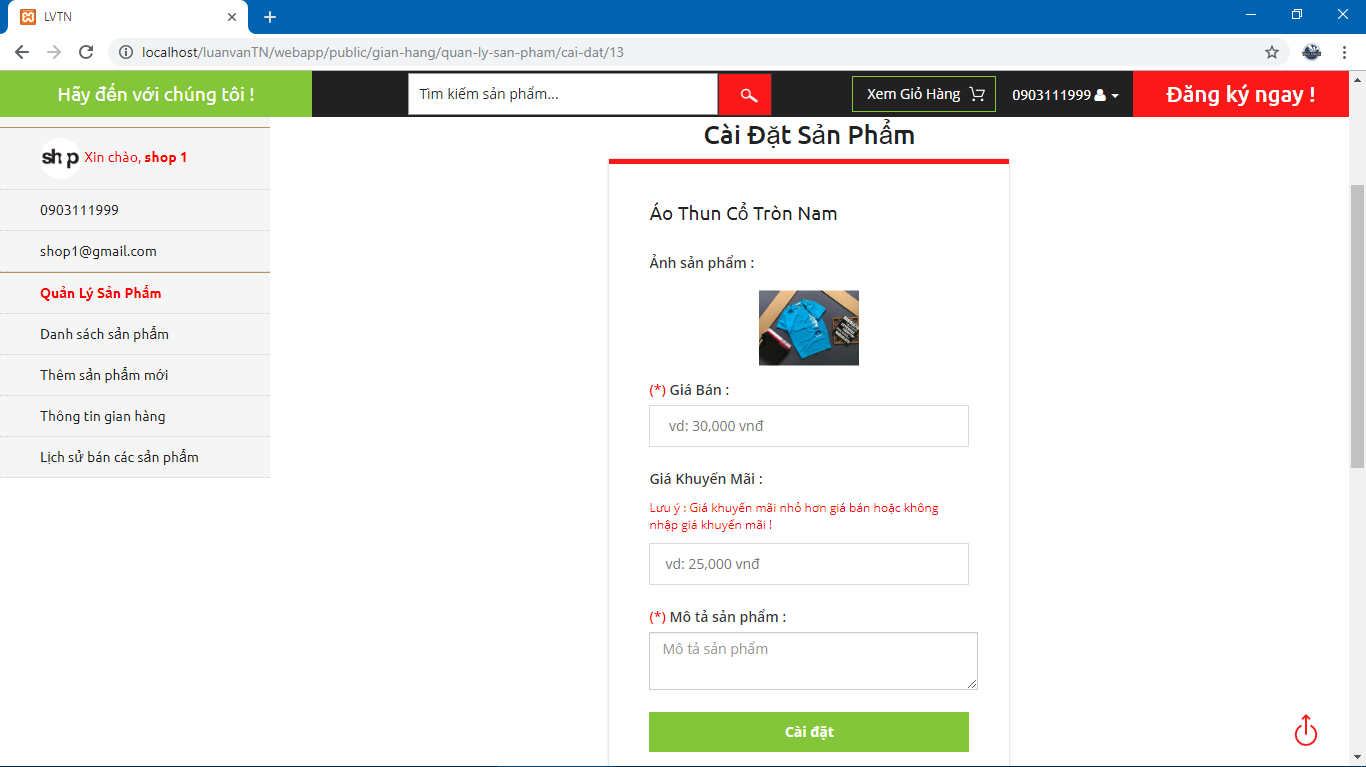 LVTN
localhost/luanvanTN/webapp/public/gian-hang/quan-ly-san-pham/cai-dat/13
Hãy đến với chúng tôi !
Tìm kiếm sản phẩm...
Xem Giỏ Hàng
0903111999
Đăng ký ngay !
sh p Xin chào, shop 1
0903111999
shop1@gmail.com
Quản Lý Sản Phẩm
Danh sách sản phẩm
Thêm sản phẩm mới
Thông tin gian hàng
Lịch sử bán các sản phẩm
Cài Đặt Sản Phẩm
Áo Thun Cổ Tròn Nam
Ảnh sản phẩm :
(*) Giá Bán :
vd: 30,000 vnđ
Giá Khuyến Mãi :
Lưu ý : Giá khuyến mãi nhỏ hơn giá bán hoặc không
nhập giá khuyến mãi !
vd: 25,000 vnđ
(*) Mô tả sản phẩm :
Mô tả sản phẩm
Cài đặt